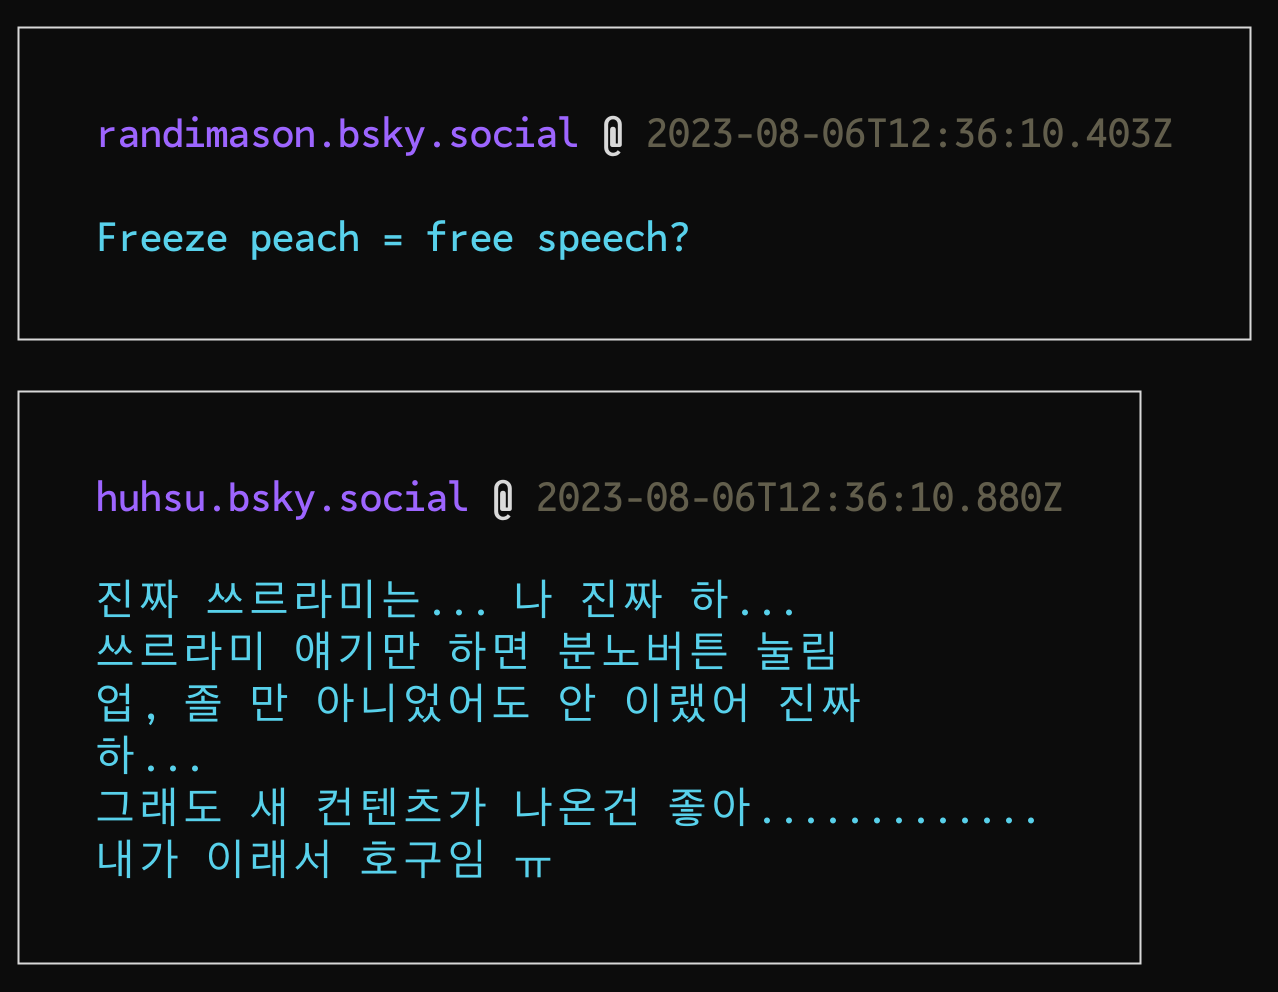 randimason.bsky.social @ 2023-08-06T12:36:10.403Z
Freeze peach = free speech?
huhsu.bsky.social @ 2023-08-06T12:36:10.880Z
진짜 쓰르라미는... 나 진짜 하...
쓰르라미 얘기만 하면 분노버튼 눌림
업, 졸 만 아니었어도 안 이랬어 진짜
하...
그래도 새 컨텐츠가 나온건 좋아.............
내가 이래서 호구임 ㅠ